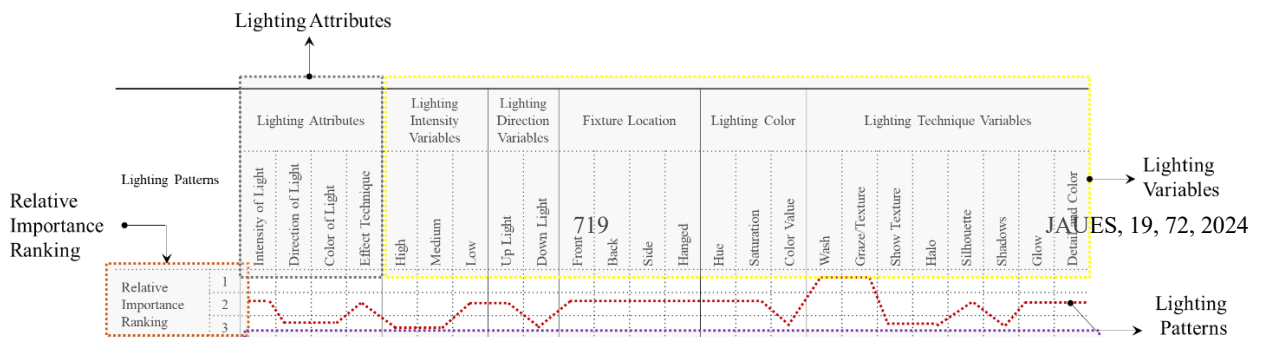 Lighting Attributes
Lighting Attributes
Lighting
Intensity
Variables
Lighting
Direction
Variables
Fixture Location
Lighting Color
Lighting Technique Variables
Lighting Patterns
Intensity of Light
Direction of Light
Color of Light
Effect Technique
High
Medium
Low
Up Light
Down Light
Front
Back
Side
Hanged
Hue
Saturation
Color Value
Wash
Graze/Texture
Show Texture
Halo
Silhouette
Shadows
Glow
Detail and Color
Lighting
Variables
Relative
Importance
Ranking
719
JAUES, 19, 72, 2024
Relative
Importance
Ranking
1
2
3
Lighting
Patterns